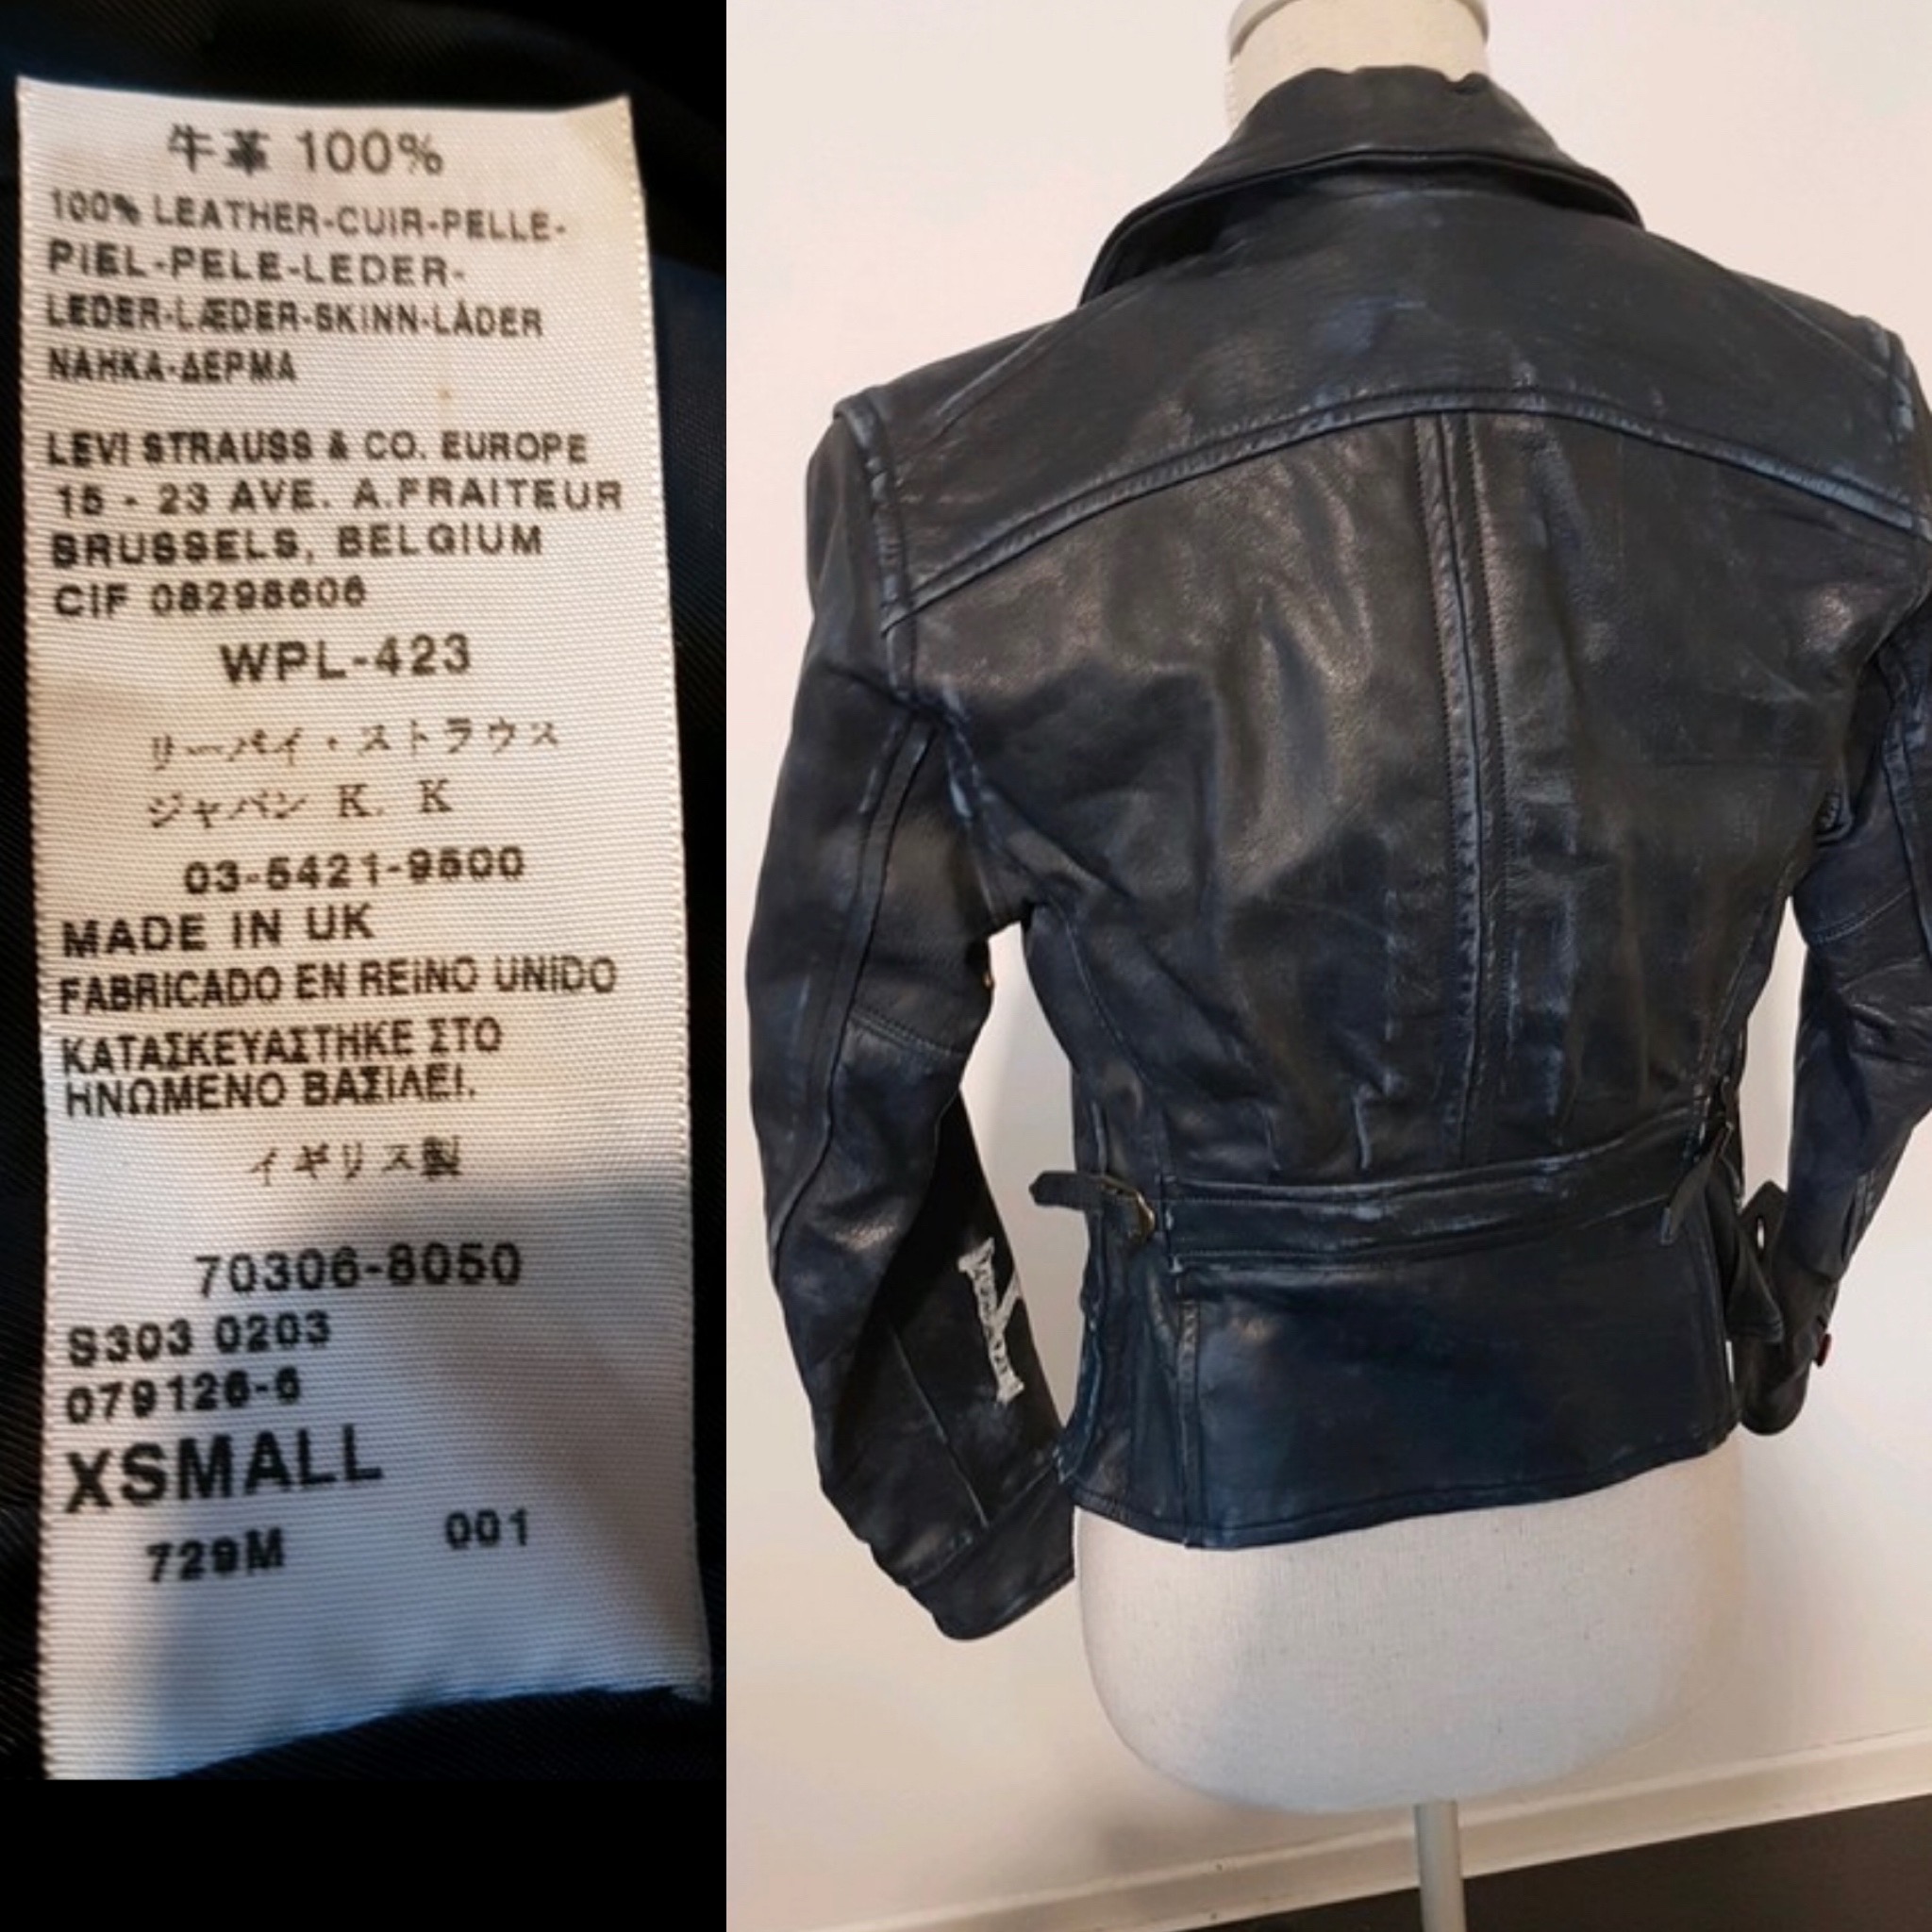 牛革 100%
100% LEATHER-CUIR-PELLE-
PIEL-PELE-LEDER-
LEDER-LÆDER-SKINN-LÄDER
NAHKA-ΔΕΡΜΑ
LEVI STRAUSS & CO. EUROPE
15 - 23 AVE. A.FRAITEUR
BRUSSELS, BELGIUM
CIF 08298606
WPL-423
リーバイ・ストラウス
ジャパン K. K
03-5421-9500
MADE IN UK
FABRICADO EN REINO UNIDO
ΚΑΤΑΣΚΕΥΑΣΤΗΚΕ ΣΤΟ
ΗΝΩΜΕΝΟ ΒΑΣΙΛΕΙ.
イギリス製
70306-8050
S303 0203
079126-6
XSMALL
729M 001